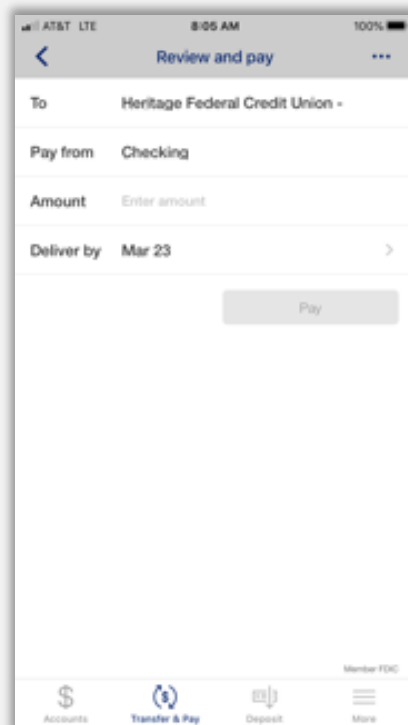 AT&T LTE 8:05 AM 100%
Review and pay
To Heritage Federal Credit Union -
Pay from Checking
Amount Enter amount
Deliver by Mar 23
Pay
Member FDIC
Accounts Transfer & Pay Deposit More